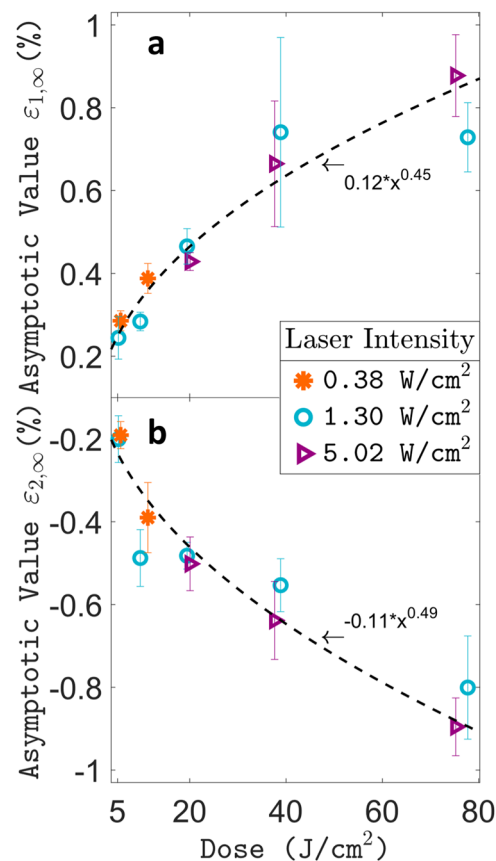 a
Asymptotic Value ε₁,∞(%)
1
0.8
0.6
0.4
0.2
0.12*x^0.45
Laser Intensity
0.38 W/cm²
1.30 W/cm²
5.02 W/cm²
b
Asymptotic Value ε₂,∞(%)
-0.2
-0.4
-0.6
-0.8
-1
-0.11*x^0.49
5 20 40 60 80
Dose (J/cm²)